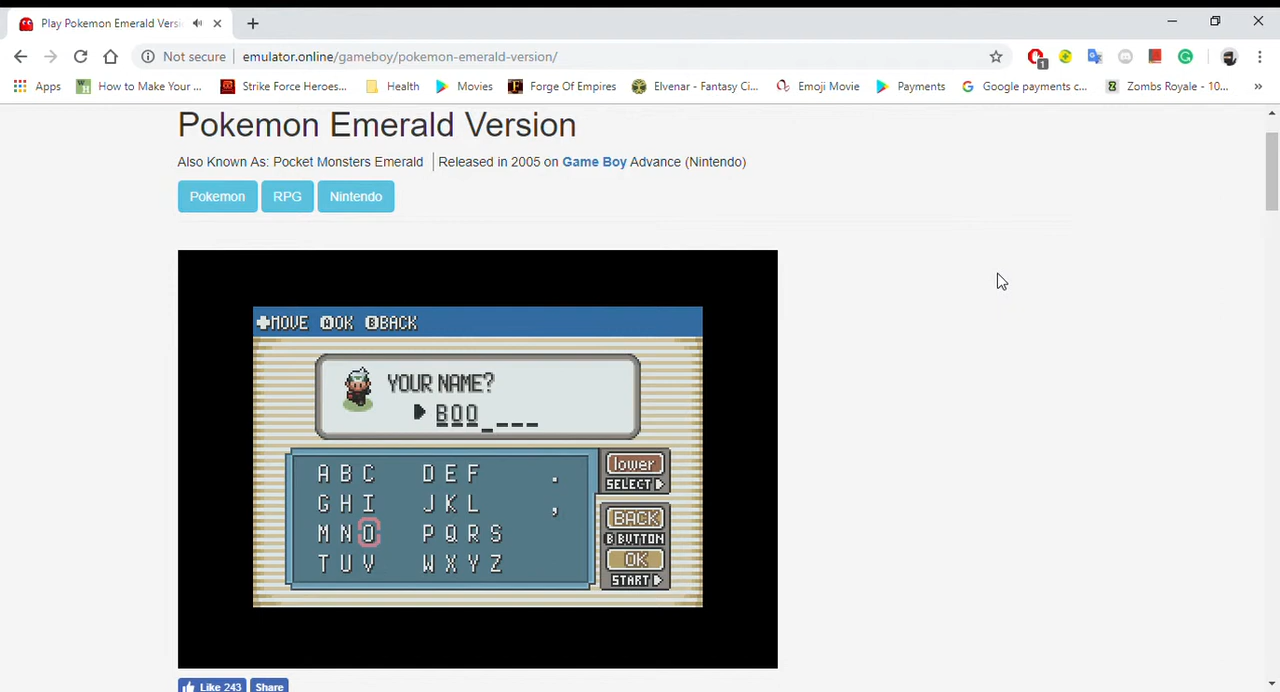 Play Pokemon Emerald Versi
Not secure emulator.online/gameboy/pokemon-emerald-version/
1
Apps How to Make Your ... Strike Force Heroes... Health Movies Forge Of Empires Elvenar - Fantasy Ci... Emoji Movie Payments Google payments c... Zombs Royale - 10... »
Pokemon Emerald Version
Also Known As: Pocket Monsters Emerald Released in 2005 on Game Boy Advance (Nintendo)
Pokemon RPG Nintendo
MOVE A OK B BACK
YOUR NAME?
BOO_ _ _ _
A B C D E F .
G H I J K L ,
M N O P Q R S
T U V W X Y Z
lower
SELECT
BACK
B BUTTON
OK
START
Like 243 Share